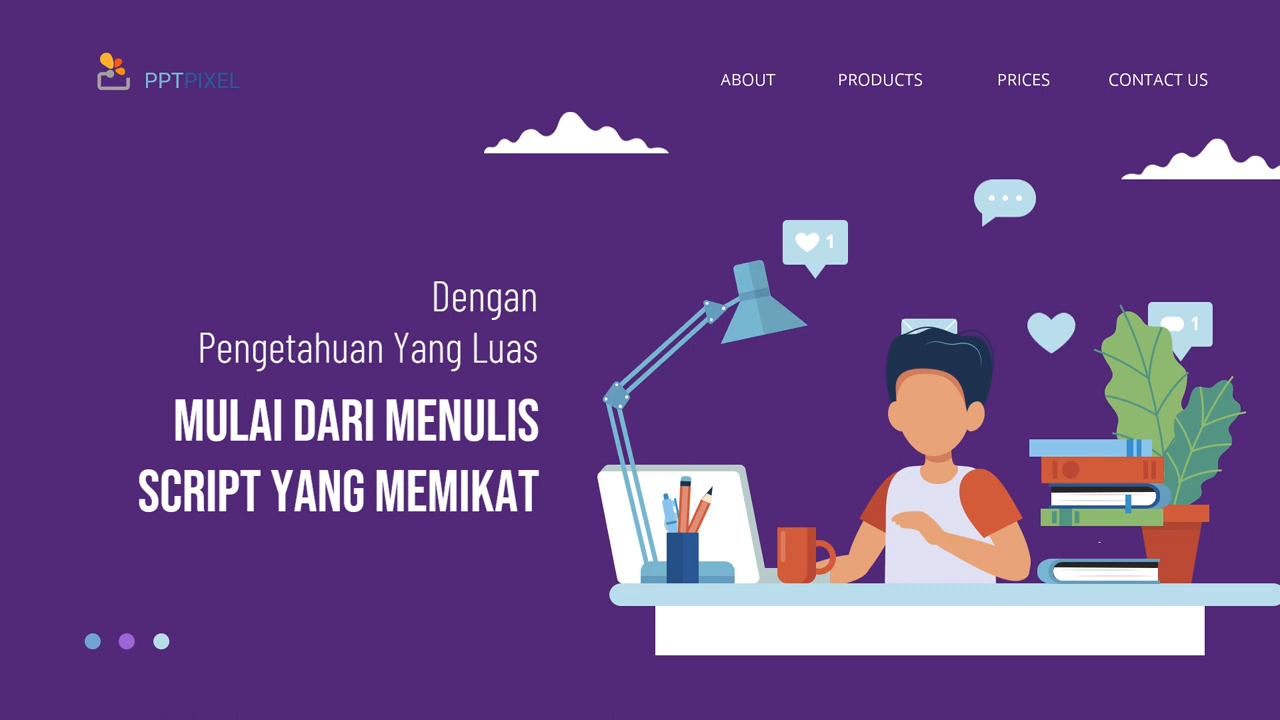 PPTPIXEL
ABOUT PRODUCTS PRICES CONTACT US
1
Dengan
Pengetahuan Yang Luas
1
MULAI DARI MENULIS
SCRIPT YANG MEMIKAT